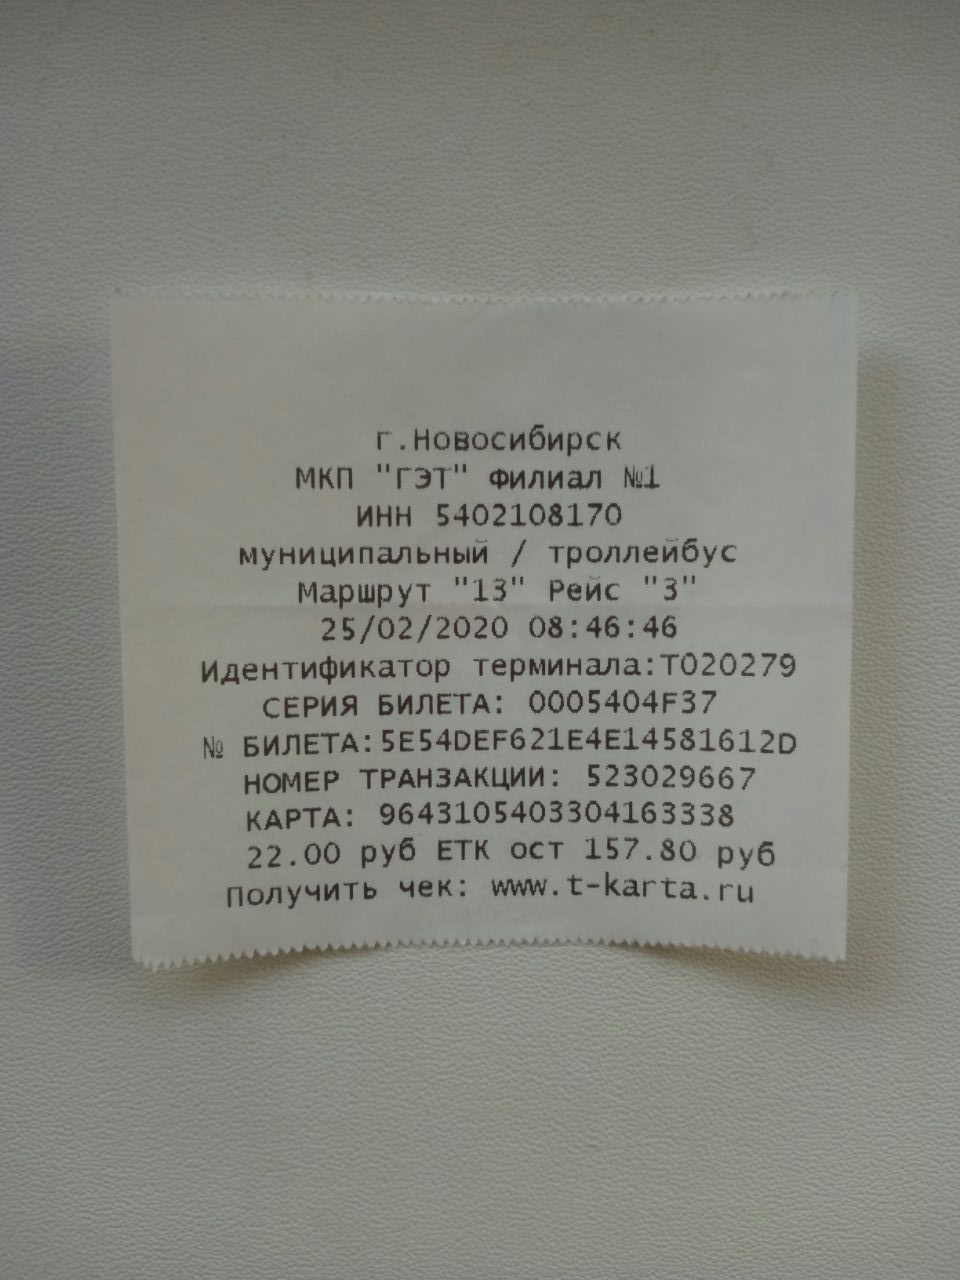 г.Новосибирск
МКП "ГЭТ" Филиал №1
ИНН 5402108170
муниципальный / троллейбус
Маршрут "13" Рейс "3"
25/02/2020 08:46:46
Идентификатор терминала:Т020279
СЕРИЯ БИЛЕТА: 0005404F37
№ БИЛЕТА:5E54DEF621E4E14581612D
НОМЕР ТРАНЗАКЦИИ: 523029667
КАРТА: 9643105403304163338
22.00 руб ЕТК ост 157.80 руб
Получить чек: www.t-karta.ru